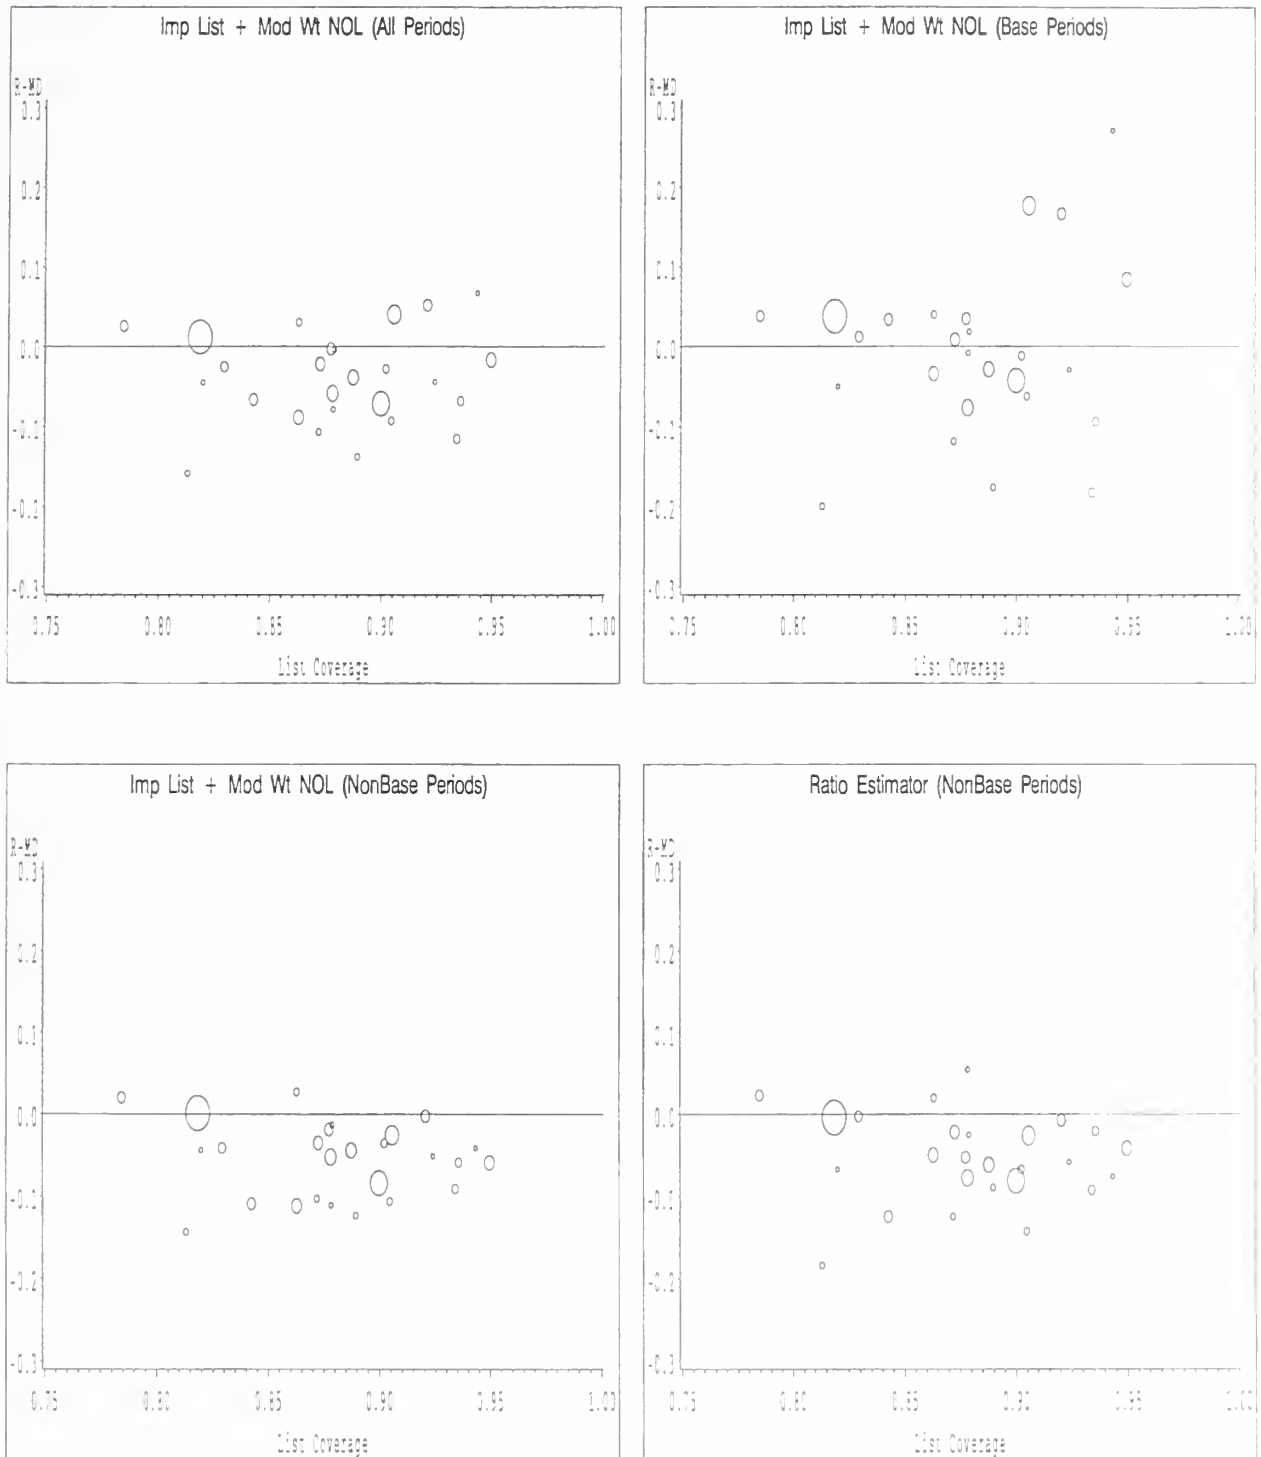 Imp List + Mod Wt NOL (All Periods)
R-MD
0.3
0.2
0.1
0.0
-0.1
-0.2
-0.3
0.75 0.80 0.85 0.90 0.95 1.00
List Coverage
Imp List + Mod Wt NOL (Base Periods)
R-MD
0.3
0.2
0.1
0.0
-0.1
-0.2
-0.3
0.75 0.80 0.85 0.90 0.95 1.00
List Coverage
Imp List + Mod Wt NOL (NonBase Periods)
R-MD
0.3
0.2
0.1
0.0
-0.1
-0.2
-0.3
0.75 0.80 0.85 0.90 0.95 1.00
List Coverage
Ratio Estimator (NonBase Periods)
R-MD
0.3
0.2
0.1
0.0
-0.1
-0.2
-0.3
0.75 0.80 0.85 0.90 0.95 1.00
List Coverage